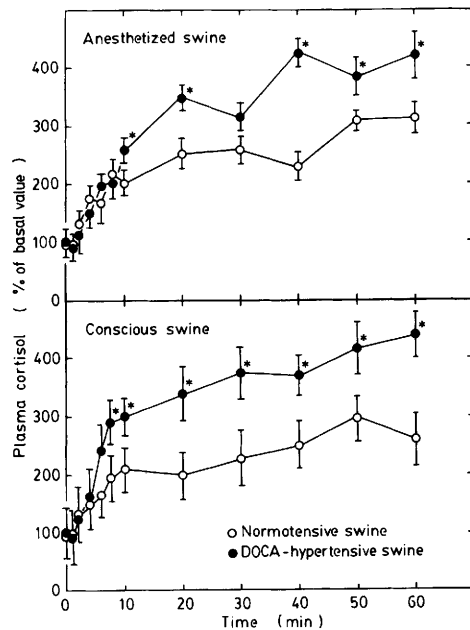 Anesthetized swine
400
300
200
100
0
Conscious swine
400
300
200
100
0
Plasma cortisol ( % of basal value )
* * * * *
* * * * * * *
○ Normotensive swine
● DOCA-hypertensive swine
0 10 20 30 40 50 60
Time (min)